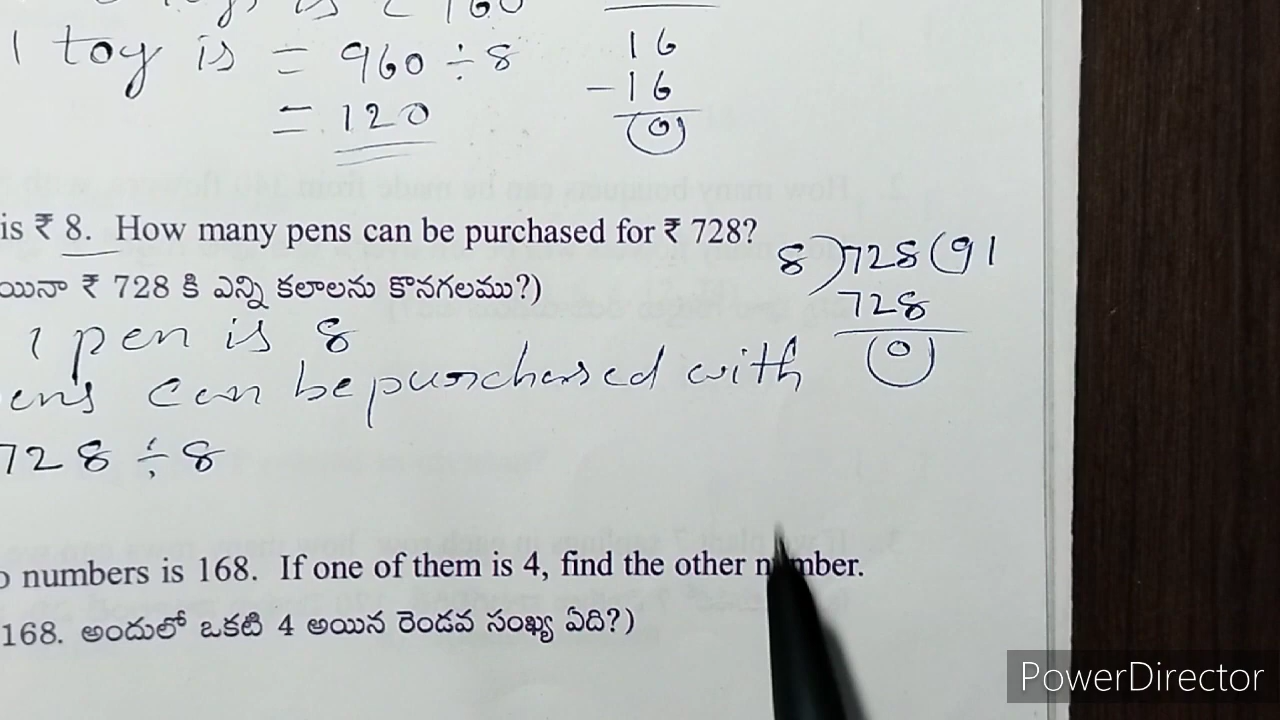 is ₹ 160
1 toy is = 960 ÷ 8
= 120
16
- 16
(0)
is ₹ 8. How many pens can be purchased for ₹ 728?
యినా ₹ 728 కి ఎన్ని కలాలను కొనగలము?)
8) 728 (91
728
(0)
1 pen is 8
ens can be purchased with
728 ÷ 8
o numbers is 168. If one of them is 4, find the other number.
168. అందులో ఒకటి 4 అయిన రెండవ సంఖ్య ఏది?)
PowerDirector